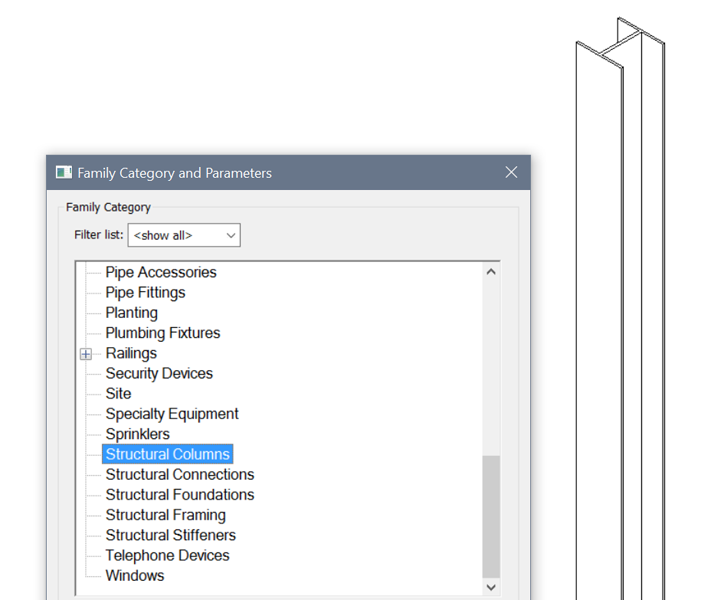 Family Category and Parameters
Family Category
Filter list: <show all>
Pipe Accessories
Pipe Fittings
Planting
Plumbing Fixtures
Railings
Security Devices
Site
Specialty Equipment
Sprinklers
Structural Columns
Structural Connections
Structural Foundations
Structural Framing
Structural Stiffeners
Telephone Devices
Windows